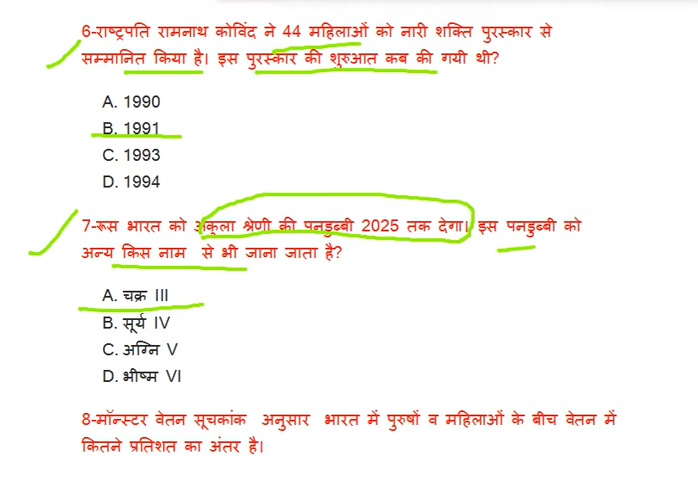 6-राष्ट्रपति रामनाथ कोविंद ने 44 महिलाओं को नारी शक्ति पुरस्कार से
सम्मानित किया है। इस पुरस्कार की शुरुआत कब की गयी थी?
A. 1990
B. 1991
C. 1993
D. 1994
7-रूस भारत को अकूला श्रेणी की पनडुब्बी 2025 तक देगा। इस पनडुब्बी को
अन्य किस नाम से भी जाना जाता है?
A. चक्र III
B. सूर्य IV
C. अग्नि V
D. भीष्म VI
8-मॉन्स्टर वेतन सूचकांक अनुसार भारत में पुरुषों व महिलाओं के बीच वेतन में
कितने प्रतिशत का अंतर है।